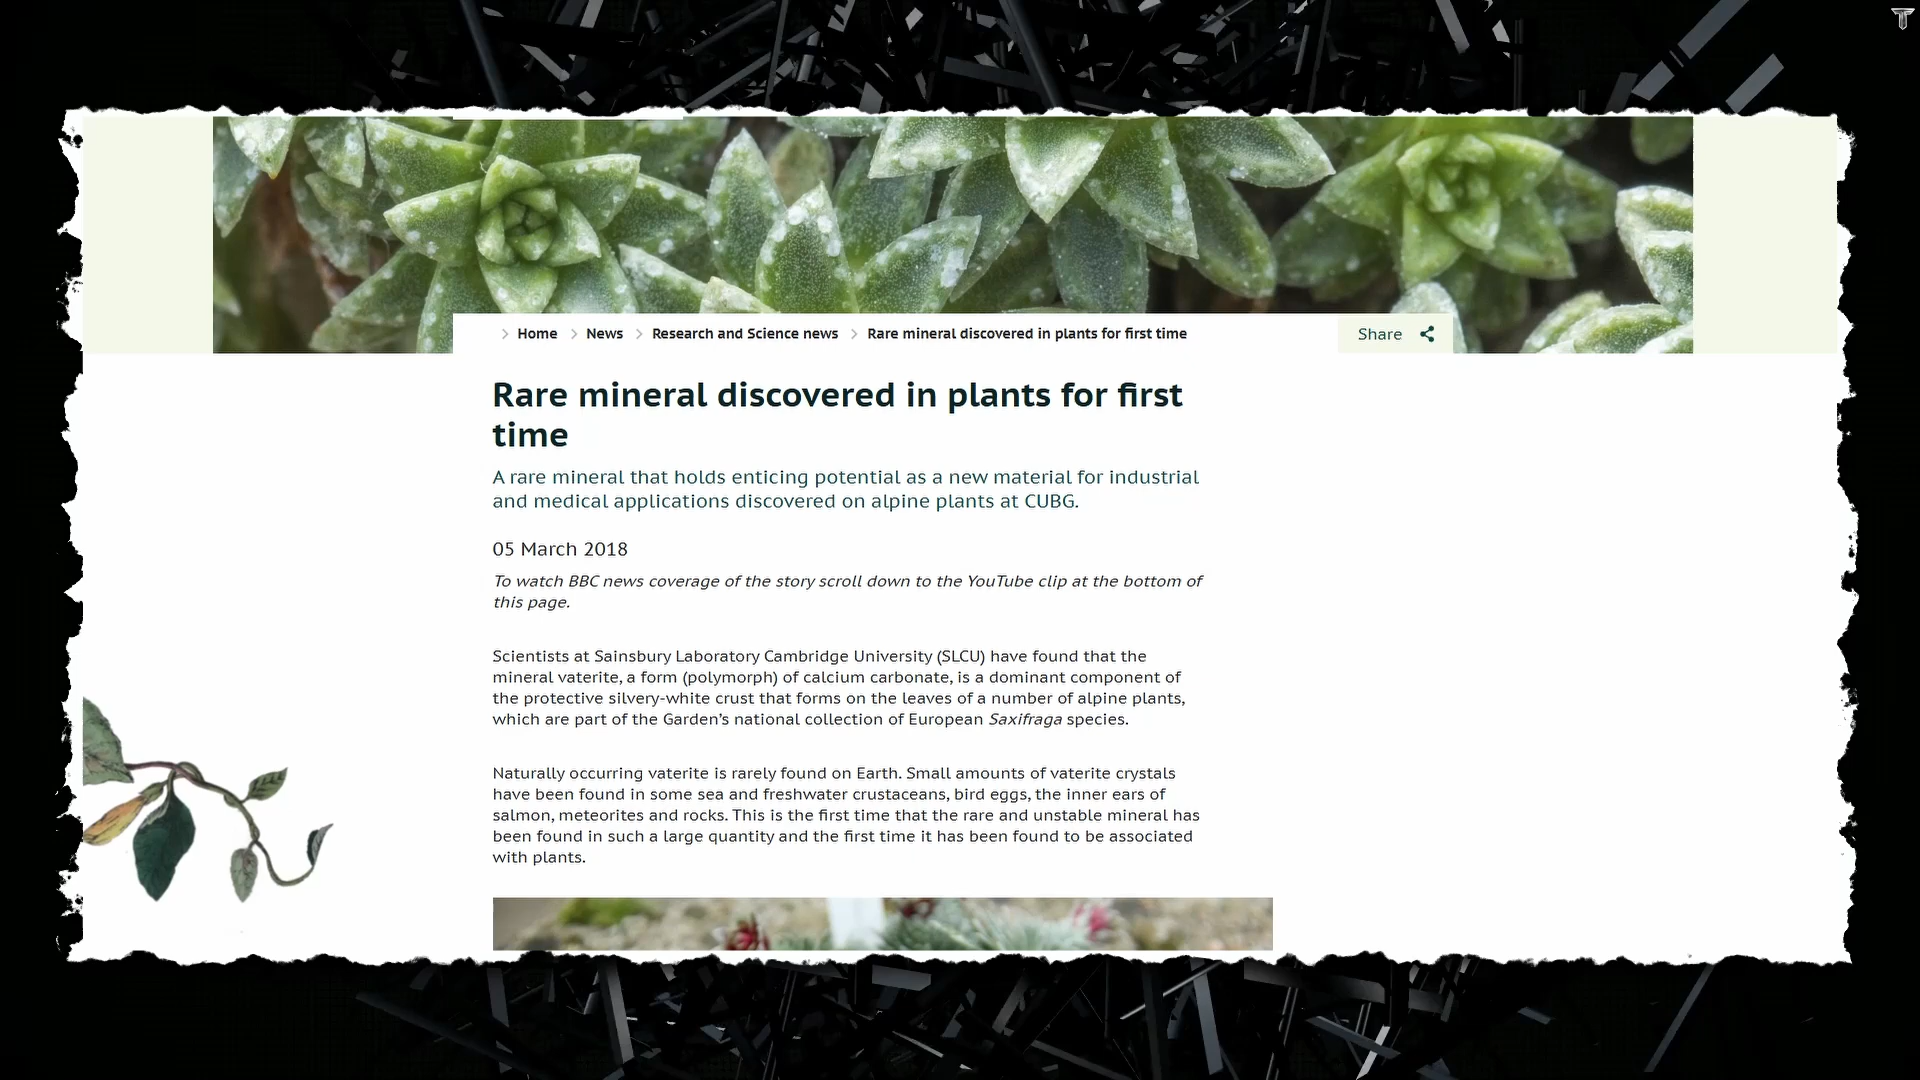 Home News Research and Science news Rare mineral discovered in plants for first time
Share
Rare mineral discovered in plants for first
time
A rare mineral that holds enticing potential as a new material for industrial
and medical applications discovered on alpine plants at CUBG.
05 March 2018
To watch BBC news coverage of the story scroll down to the YouTube clip at the bottom of
this page.
Scientists at Sainsbury Laboratory Cambridge University (SLCU) have found that the
mineral vaterite, a form (polymorph) of calcium carbonate, is a dominant component of
the protective silvery-white crust that forms on the leaves of a number of alpine plants,
which are part of the Garden’s national collection of European Saxifraga species.
Naturally occurring vaterite is rarely found on Earth. Small amounts of vaterite crystals
have been found in some sea and freshwater crustaceans, bird eggs, the inner ears of
salmon, meteorites and rocks. This is the first time that the rare and unstable mineral has
been found in such a large quantity and the first time it has been found to be associated
with plants.